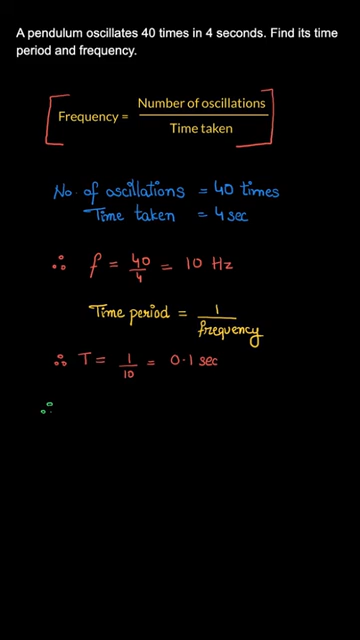 A pendulum oscillates 40 times in 4 seconds. Find its time
period and frequency.
Frequency = Number of oscillations / Time taken
No. of oscillations = 40 times
Time taken = 4 sec
∴ f = 40/4 = 10 Hz
Time period = 1/frequency
∴ T = 1/10 = 0.1 sec
∴